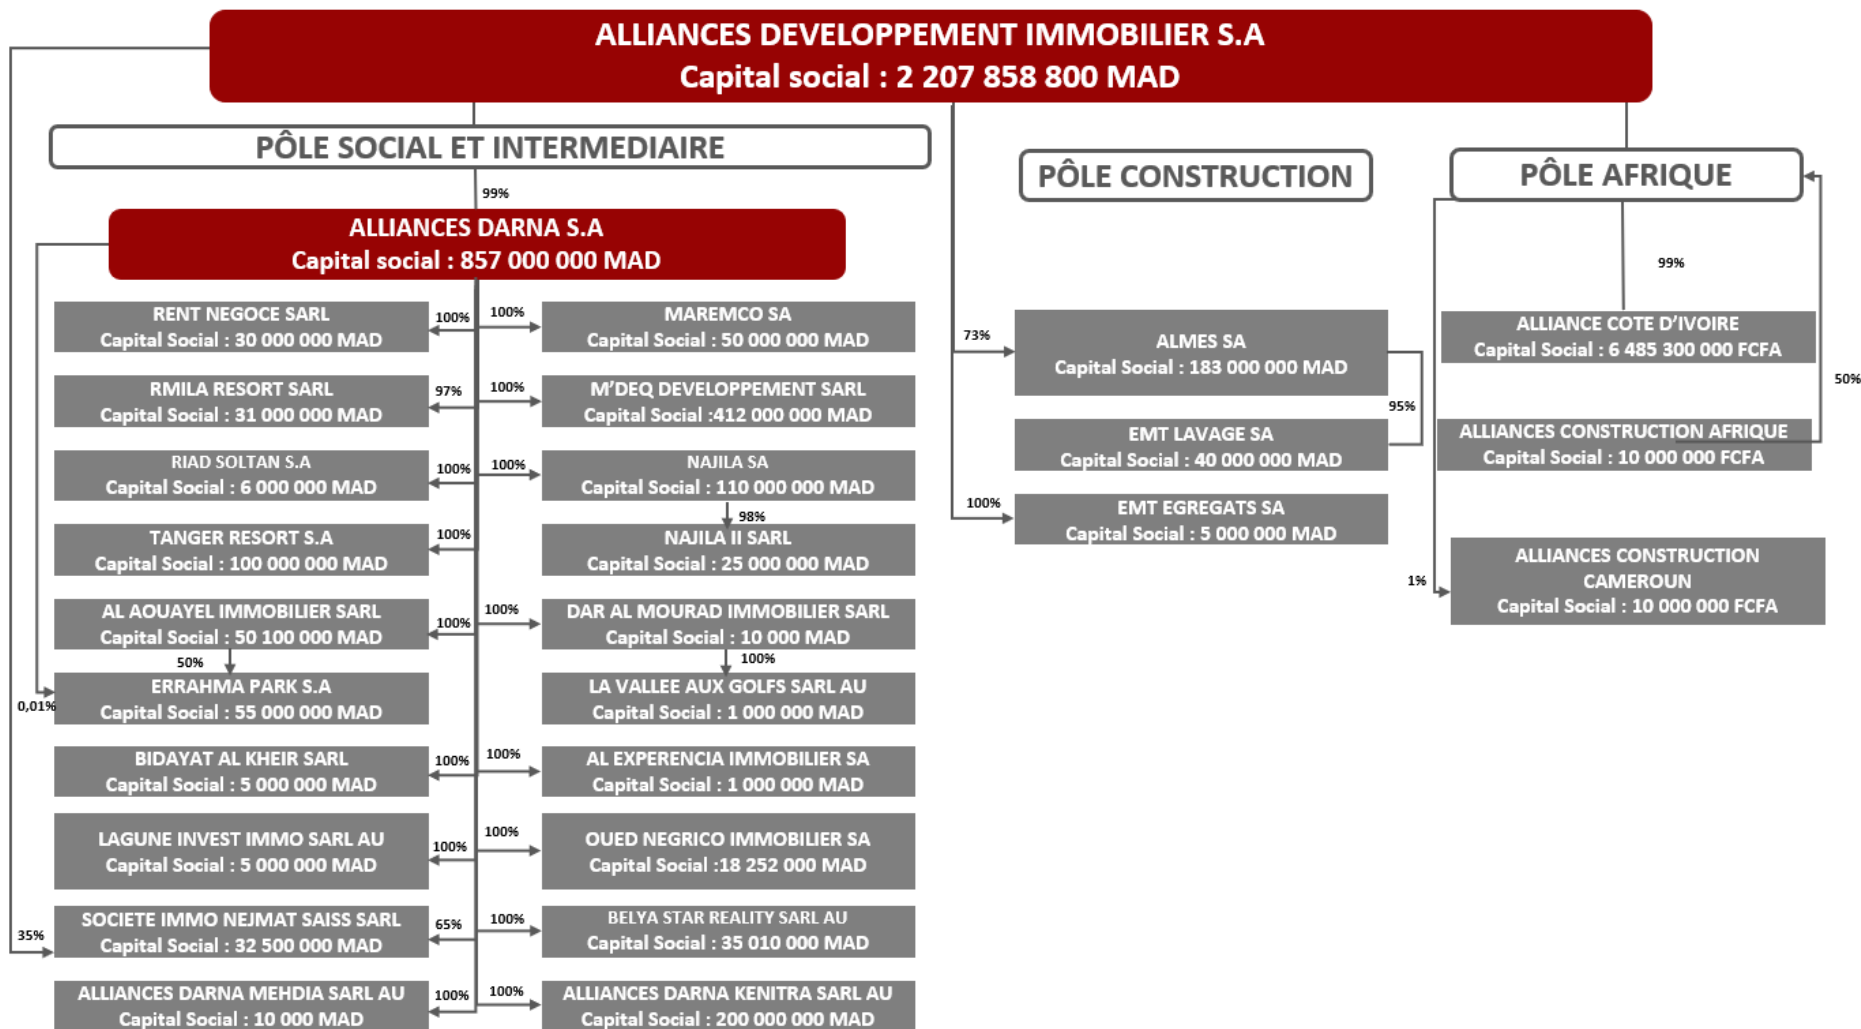 ALLIANCES DEVELOPPEMENT IMMOBILIER S.A
Capital social : 2 207 858 800 MAD
PÔLE SOCIAL ET INTERMEDIAIRE
99%
ALLIANCES DARNA S.A
Capital social : 857 000 000 MAD
RENT NEGOCE SARL
Capital Social : 30 000 000 MAD
100%
100%
MAREMCO SA
Capital Social : 50 000 000 MAD
RMILA RESORT SARL
Capital Social : 31 000 000 MAD
97%
100%
M'DEQ DEVELOPPEMENT SARL
Capital Social :412 000 000 MAD
RIAD SOLTAN S.A
Capital Social : 6 000 000 MAD
100%
100%
NAJILA SA
Capital Social : 110 000 000 MAD
98%
TANGER RESORT S.A
Capital Social : 100 000 000 MAD
100%
NAJILA II SARL
Capital Social : 25 000 000 MAD
AL AOUAYEL IMMOBILIER SARL
Capital Social : 50 100 000 MAD
100%
100%
DAR AL MOURAD IMMOBILIER SARL
Capital Social : 10 000 MAD
50%
100%
0,01%
ERRAHMA PARK S.A
Capital Social : 55 000 000 MAD
LA VALLEE AUX GOLFS SARL AU
Capital Social : 1 000 000 MAD
BIDAYAT AL KHEIR SARL
Capital Social : 5 000 000 MAD
100%
100%
AL EXPERENCIA IMMOBILIER SA
Capital Social : 1 000 000 MAD
LAGUNE INVEST IMMO SARL AU
Capital Social : 5 000 000 MAD
100%
100%
OUED NEGRICO IMMOBILIER SA
Capital Social :18 252 000 MAD
35%
SOCIETE IMMO NEJMAT SAISS SARL
Capital Social : 32 500 000 MAD
65%
100%
BELYA STAR REALITY SARL AU
Capital Social : 35 010 000 MAD
ALLIANCES DARNA MEHDIA SARL AU
Capital Social : 10 000 MAD
100%
100%
ALLIANCES DARNA KENITRA SARL AU
Capital Social : 200 000 000 MAD
PÔLE CONSTRUCTION
73%
ALMES SA
Capital Social : 183 000 000 MAD
95%
EMT LAVAGE SA
Capital Social : 40 000 000 MAD
100%
EMT EGREGATS SA
Capital Social : 5 000 000 MAD
PÔLE AFRIQUE
99%
ALLIANCE COTE D'IVOIRE
Capital Social : 6 485 300 000 FCFA
50%
ALLIANCES CONSTRUCTION AFRIQUE
Capital Social : 10 000 000 FCFA
1%
ALLIANCES CONSTRUCTION
CAMEROUN
Capital Social : 10 000 000 FCFA